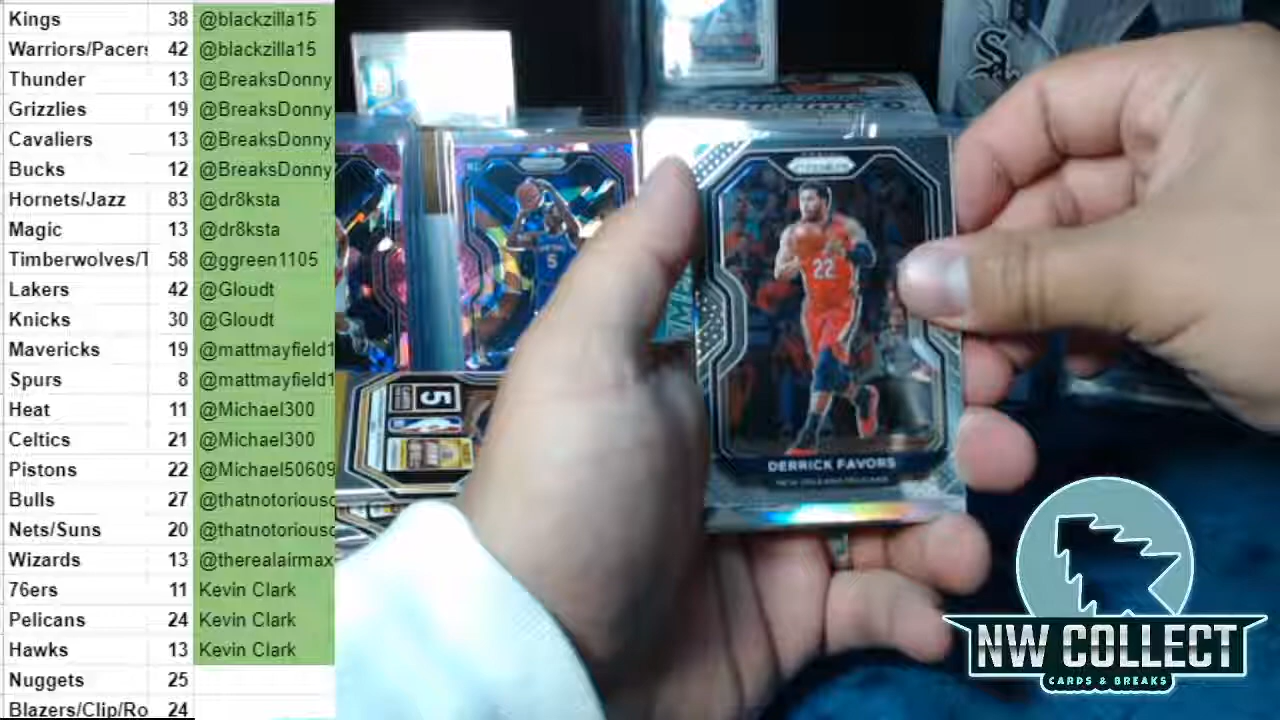 Kings 38 @blackzilla15
Warriors/Pacers 42 @blackzilla15
Thunder 13 @BreaksDonny
Grizzlies 19 @BreaksDonny
Cavaliers 13 @BreaksDonny
Bucks 12 @BreaksDonny
Hornets/Jazz 83 @dr8ksta
Magic 13 @dr8ksta
Timberwolves/T 58 @ggreen1105
Lakers 42 @Gloudt
Knicks 30 @Gloudt
Mavericks 19 @mattmayfield1
Spurs 8 @mattmayfield1
Heat 11 @Michael300
Celtics 21 @Michael300
Pistons 22 @Michael50609
Bulls 27 @thatnotoriousc
Nets/Suns 20 @thatnotoriousc
Wizards 13 @therealairmax
76ers 11 Kevin Clark
Pelicans 24 Kevin Clark
Hawks 13 Kevin Clark
Nuggets 25
Blazers/Clip/Ro 24
PRIZM
22
DERRICK FAVORS
NEW ORLEANS PELICANS
5
5
NW COLLECT
CARDS & BREAKS